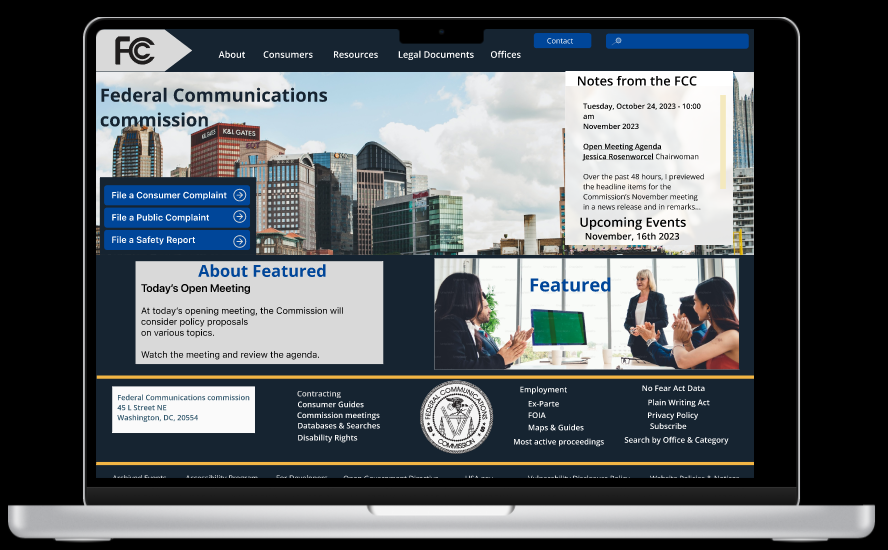 FCC
About Consumers Resources Legal Documents Offices
Contact
Federal Communications
commission
K&L GATES K&L GATES
File a Consumer Complaint
File a Public Complaint
File a Safety Report
Notes from the FCC
Tuesday, October 24, 2023 - 10:00
am
November 2023
Open Meeting Agenda
Jessica Rosenworcel Chairwoman
Over the past 48 hours, I previewed
the headline items for the
Commission's November meeting
in a news release and in remarks...
Upcoming Events
November, 16th 2023
About Featured
Today's Open Meeting
At today's opening meeting, the Commission will
consider policy proposals
on various topics.
Watch the meeting and review the agenda.
Featured
Federal Communications commission
45 L Street NE
Washington, DC, 20554
Contracting
Consumer Guides
Commission meetings
Databases & Searches
Disability Rights
FEDERAL COMMUNICATIONS
COMMISSION
Employment
Ex-Parte
FOIA
Maps & Guides
Most active proceedings
No Fear Act Data
Plain Writing Act
Privacy Policy
Subscribe
Search by Office & Category
Archived Events Accessibility Program For Developers Open Government Directive USA.gov Vulnerability Disclosure Policy Website Policies & Notices